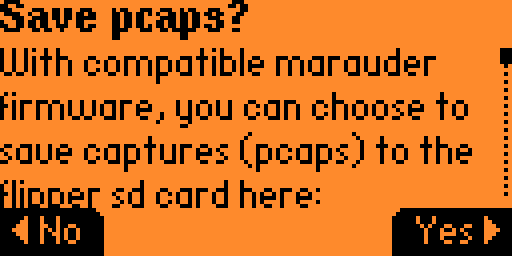 Save pcaps?
With compatible marauder
firmware, you can choose to
save captures (pcaps) to the
flipper sd card here:
No
Yes